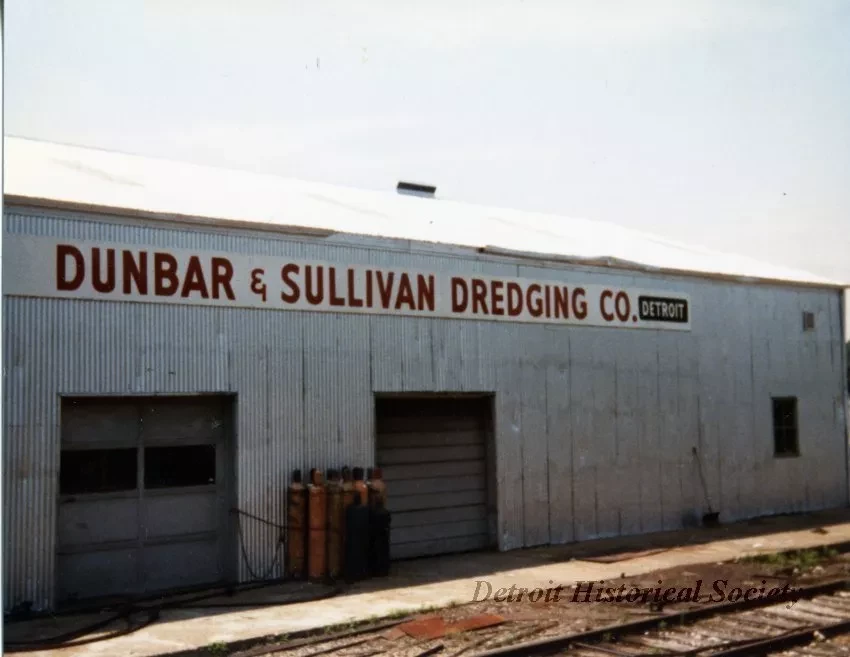 DUNBAR & SULLIVAN DREDGING CO. DETROIT
Detroit Historical Society